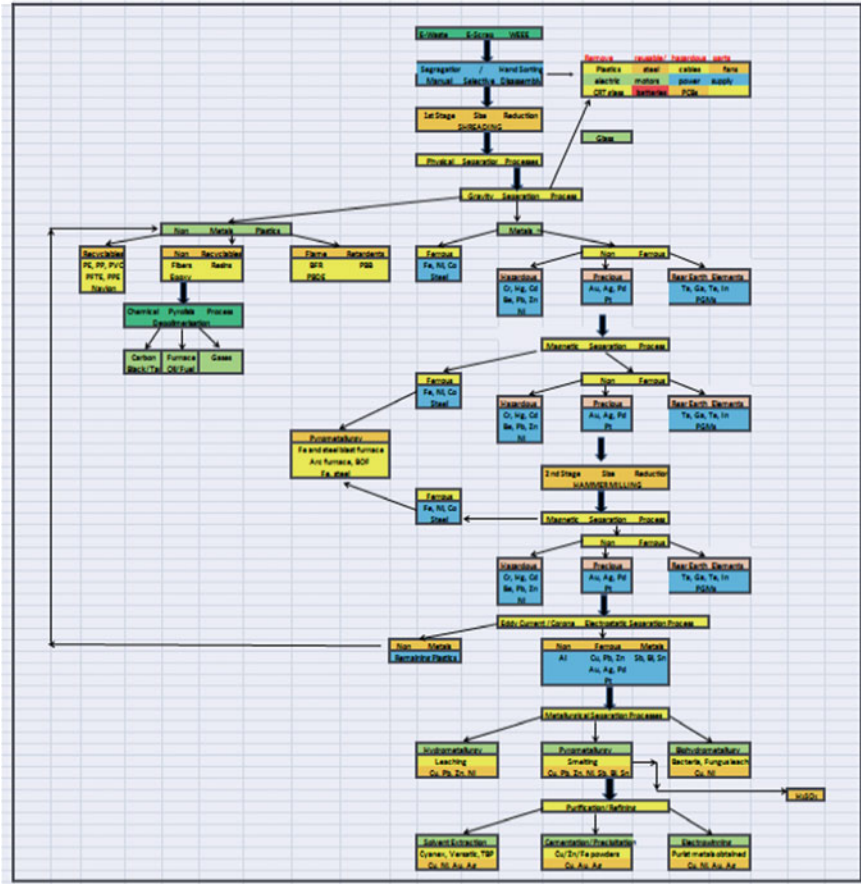 E-Waste E-Scrap WEEE
Remove reusable/ hazardous parts
Segregation / Hand Sorting
Manual Selective Disassembly
Plastics steel cables fans
electric motors power supply
CRT glass batteries PCBs
1st Stage Size Reduction
SHREADING
Glass
Physical Separation Processes
Gravity Separation Process
Non Metals Plastics
Metals
Recyclables
PE, PP, PVC
PFTE, PPE
Navlon
Non Recyclables
Fibers Resins
Epoxy
Flame Retardents
BFR PBB
PBDE
Ferrous
Fe, Ni, Co
Steel
Non Ferrous
Hazardous
Cr, Hg, Cd
Be, Pb, Zn
Ni
Precious
Au, Ag, Pd
Pt
Rear Earth Elements
Ta, Ga, Te, In
PGMs
Chemical Pyrolsis Process
Depolimerisation
Carbon
Black/Tar
Furnace
Oil/Fuel
Gases
Magnetic Separation Process
Ferrous
Fe, Ni, Co
Steel
Non Ferrous
Hazardous
Cr, Hg, Cd
Be, Pb, Zn
Ni
Precious
Au, Ag, Pd
Pt
Rear Earth Elements
Ta, Ga, Te, In
PGMs
Pyrometallurgy
Fe and steel blast furnace
Arc furnace, BOF
Fe, steel
2nd Stage Size Reduction
HAMMERMILLING
Ferrous
Fe, Ni, Co
Steel
Magnetic Separation Process
Non Ferrous
Hazardous
Cr, Hg, Cd
Be, Pb, Zn
Ni
Precious
Au, Ag, Pd
Pt
Rear Earth Elements
Ta, Ga, Te, In
PGMs
Eddy Current / Corona Electrostatic Separation Process
Non Metals
Remaining Plastics
Non Ferrous Metals
Al Cu, Pb, Zn Sb, Bi, Sn
Au, Ag, Pd
Pt
Metallurgical Separation Processes
Hydrometallurgy
Leaching
Cu, Pb, Zn, Ni
Pyrometallurgy
Smelting
Cu, Pb, Zn, Ni, Sb, Bi, Sn
Biohydrometallurgy
Bacteria, Fungus leach
Cu, Ni
H2SO4
Purification/Refining
Solvent Extraction
Cyanex, Versatic, TBP
Cu, Ni, Au, Ag
Cementation/Precipitation
Cu/Zn/Fe powders
Cu, Au, Ag
Electrowinning
Purist metals obtained
Cu, Ni, Au, Ag